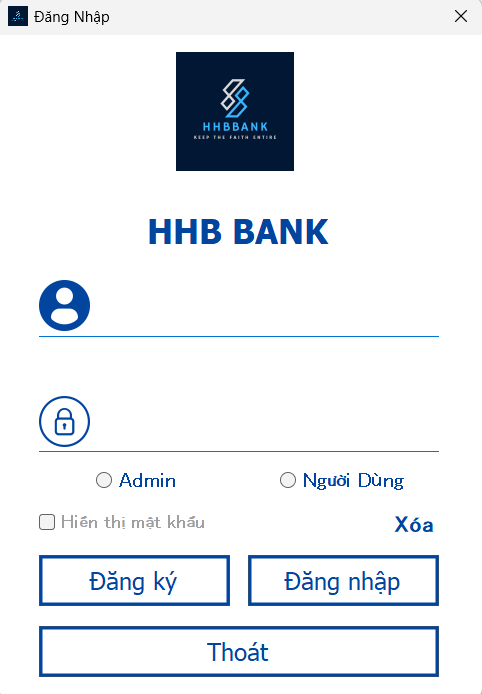 Đăng Nhập
HHBBANK
KEEP THE FAITH ENTIRE
HHB BANK
Admin
Người Dùng
Hiển thị mật khẩu
Xóa
Đăng ký
Đăng nhập
Thoát